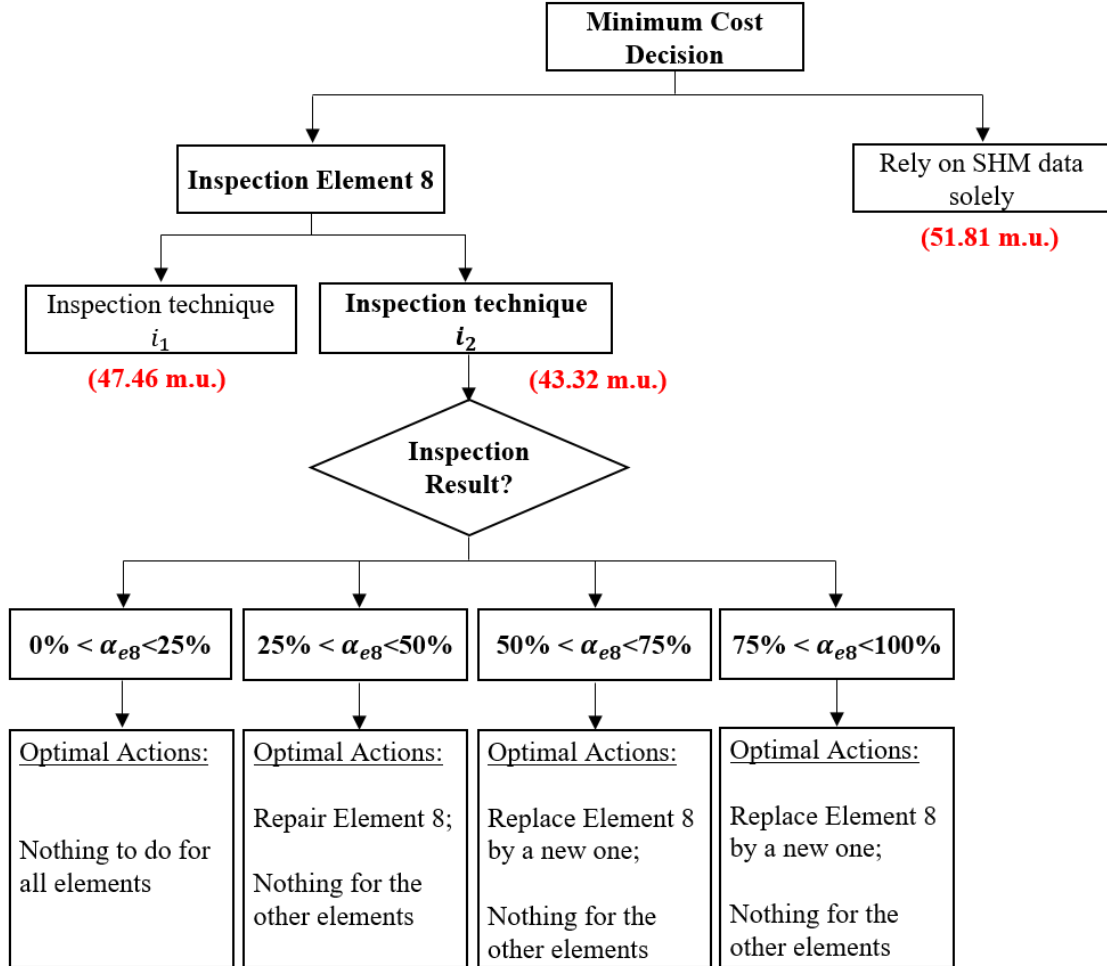 Minimum Cost
Decision
Inspection Element 8
Rely on SHM data
solely
(51.81 m.u.)
Inspection technique
i₁
(47.46 m.u.)
Inspection technique
i₂
(43.32 m.u.)
Inspection
Result?
0% < αₑ₈<25%
25% < αₑ₈<50%
50% < αₑ₈<75%
75% < αₑ₈<100%
Optimal Actions:
Nothing to do for
all elements
Optimal Actions:
Repair Element 8;
Nothing for the
other elements
Optimal Actions:
Replace Element 8
by a new one;
Nothing for the
other elements
Optimal Actions:
Replace Element 8
by a new one;
Nothing for the
other elements